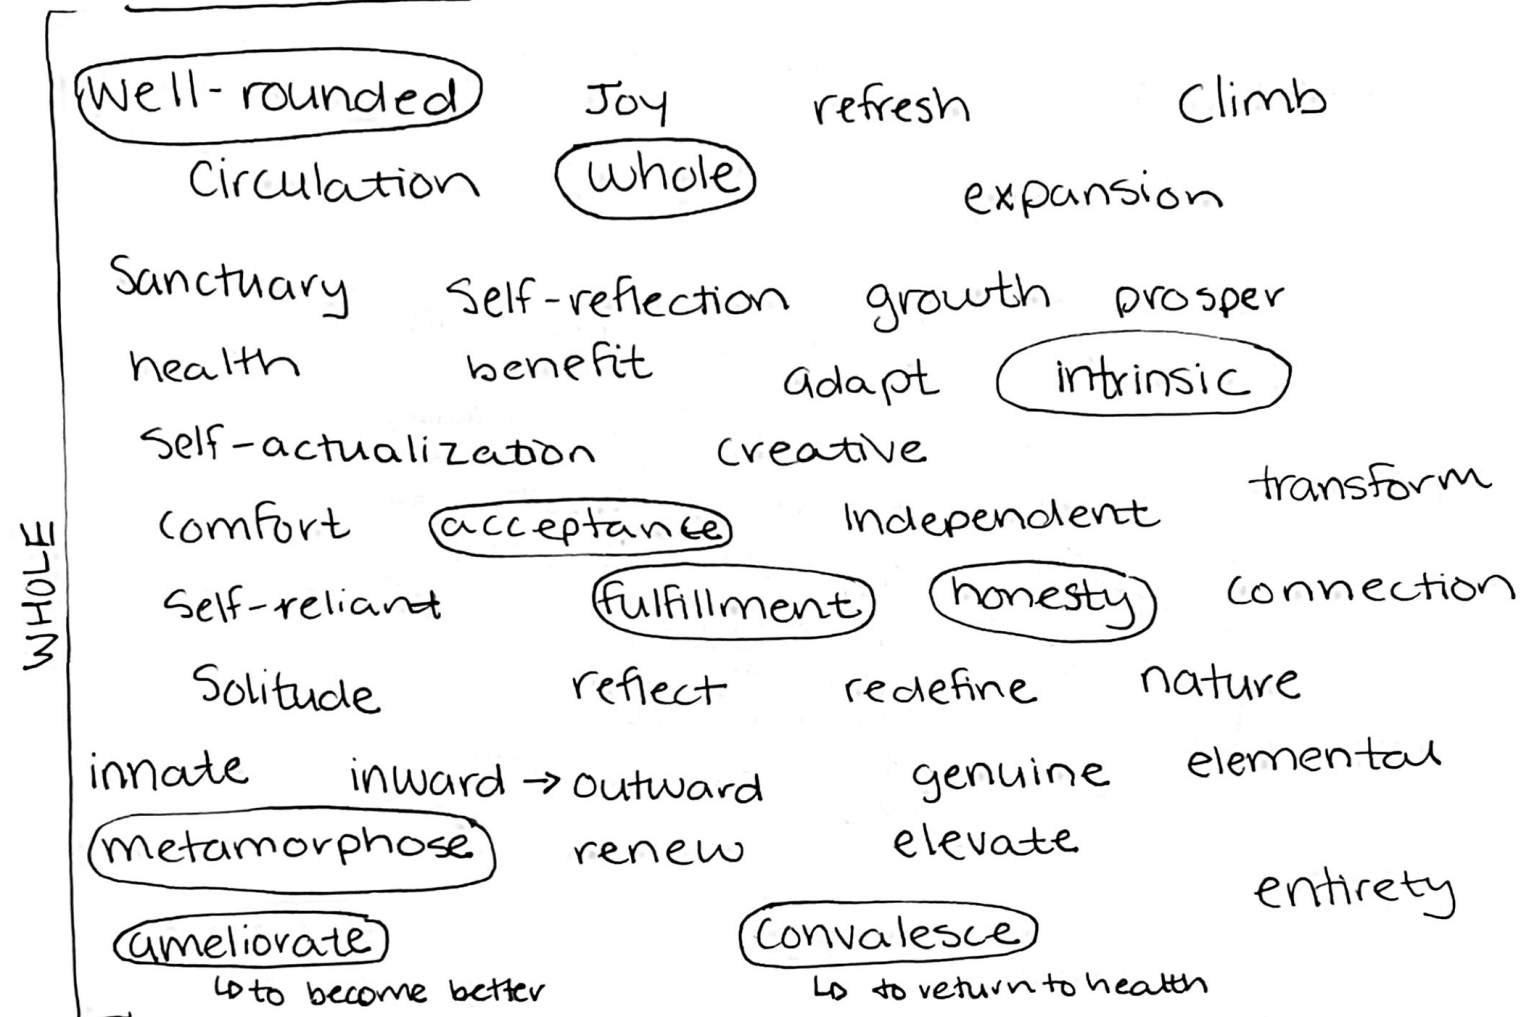 well-rounded Joy refresh Climb
Circulation whole expansion
Sanctuary Self-reflection growth prosper
health benefit adapt intrinsic
Self-actualization creative
transform
comfort acceptance Independent
Self-reliant fulfillment honesty connection
WHOLE
Solitude reflect redefine nature
innate inward → outward genuine elemental
metamorphose renew elevate
entirety
ameliorate convalesce
↳ to become better ↳ to return to health